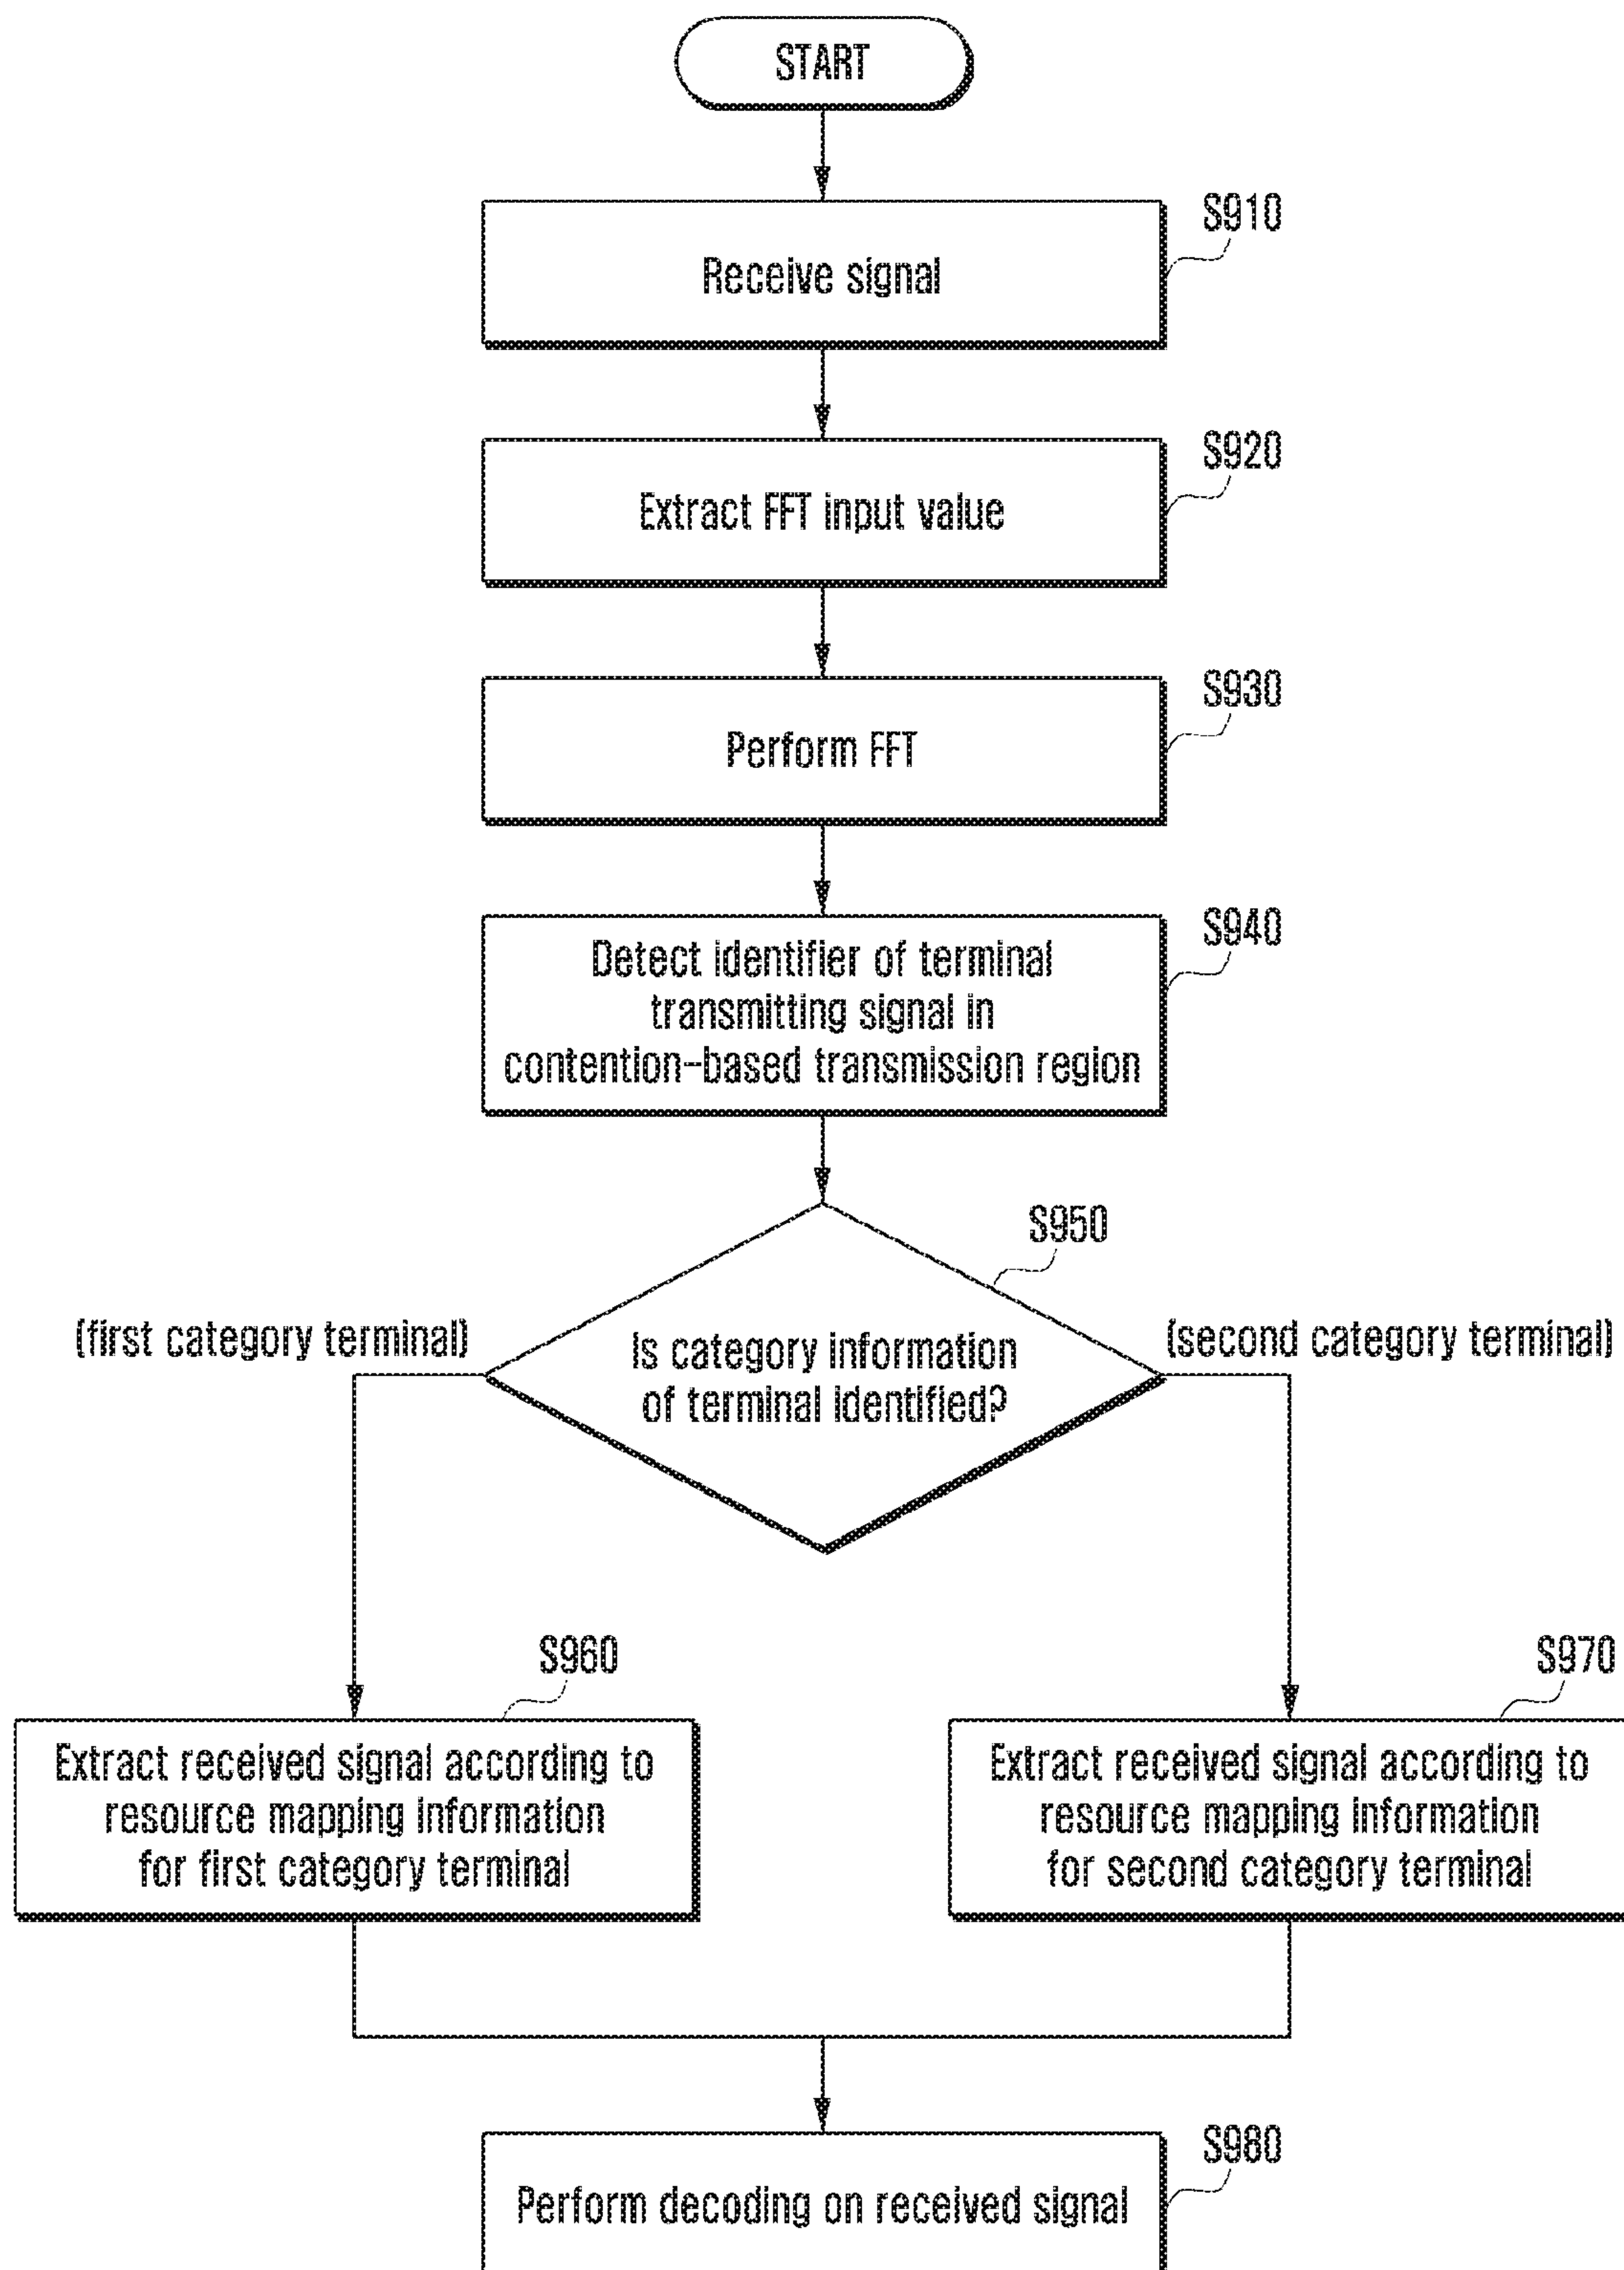 START
S910
Receive signal
S920
Extract FFT input value
S930
Perform FFT
S940
Detect identifier of terminal
transmitting signal in
contention-based transmission region
S950
(first category terminal)
(second category terminal)
Is category information
of terminal identified?
S960
S970
Extract received signal according to
resource mapping information
for first category terminal
Extract received signal according to
resource mapping information
for second category terminal
S980
Perform decoding on received signal